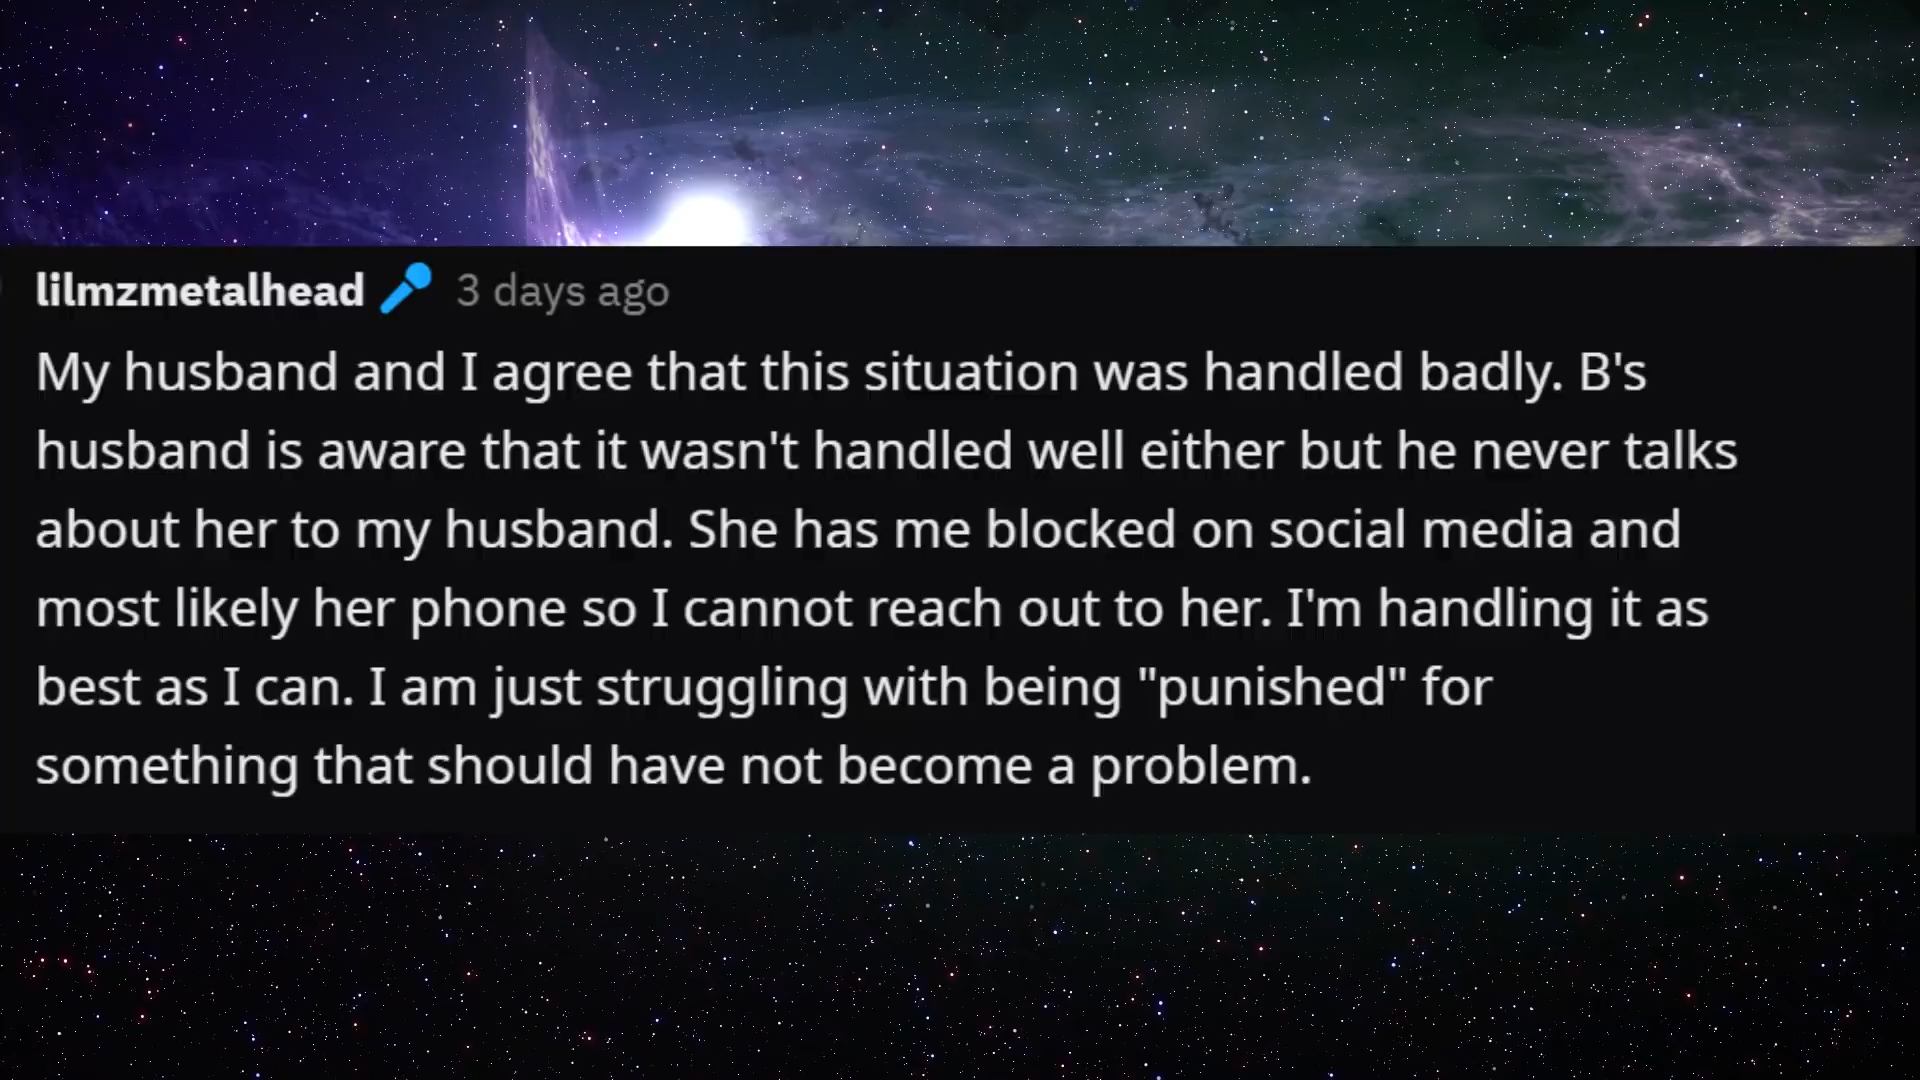 lilmzmetalhead 3 days ago
My husband and I agree that this situation was handled badly. B's
husband is aware that it wasn't handled well either but he never talks
about her to my husband. She has me blocked on social media and
most likely her phone so I cannot reach out to her. I'm handling it as
best as I can. I am just struggling with being "punished" for
something that should have not become a problem.